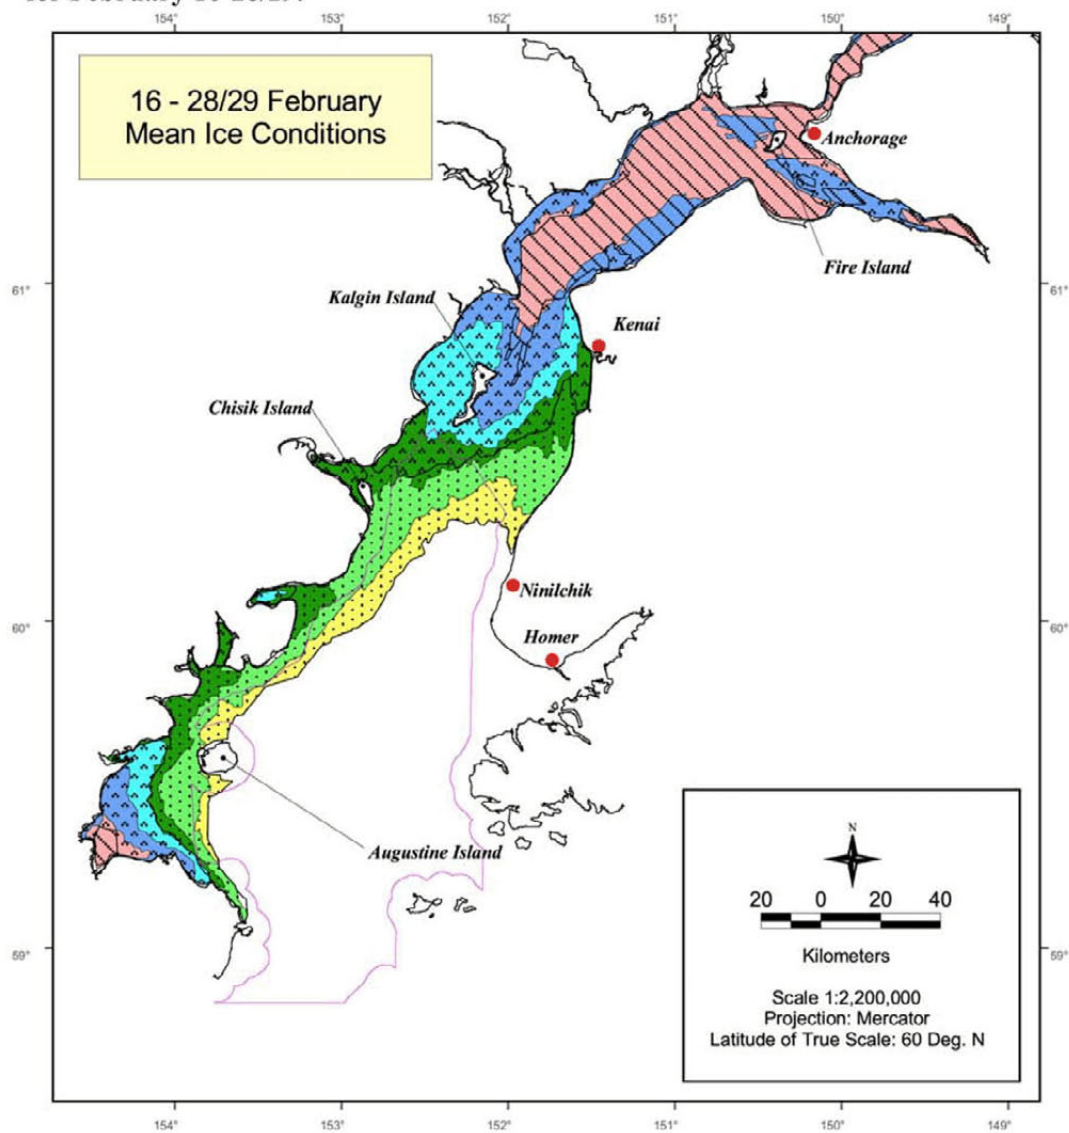 154°
153°
152°
151°
150°
149°
16 - 28/29 February
Mean Ice Conditions
Anchorage
Fire Island
61°
61°
Kalgin Island
Kenai
Chisik Island
Ninilchik
60°
60°
Homer
Augustine Island
N
20 0 20 40
Kilometers
59°
59°
Scale 1:2,200,000
Projection: Mercator
Latitude of True Scale: 60 Deg. N
154°
153°
152°
151°
150°
149°